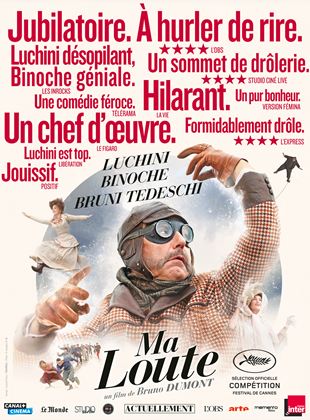 Jubilatoire. À hurler de rire.
Luchini désopilant, L'OBS
Binoche géniale. Un sommet de drôlerie.
LES INROCKS STUDIO CINÉ LIVE
Une comédie féroce. Hilarant. Un pur bonheur.
TÉLÉRAMA LA VIE VERSION FÉMINA
Un chef d'œuvre. Formidablement drôle.
LE FIGARO L'EXPRESS
Luchini est top.
LIBÉRATION
Jouissif.
POSITIF
LUCHINI
BINOCHE
BRUNI TEDESCHI
Ma
Loute
un film de BRUNO DUMONT
CANNES
SÉLECTION OFFICIELLE
COMPÉTITION
FESTIVAL DE CANNES
CANAL+
CINÉMA
Le Monde
STUDIO
ACTUELLEMENT
L'OBS
arte
inter